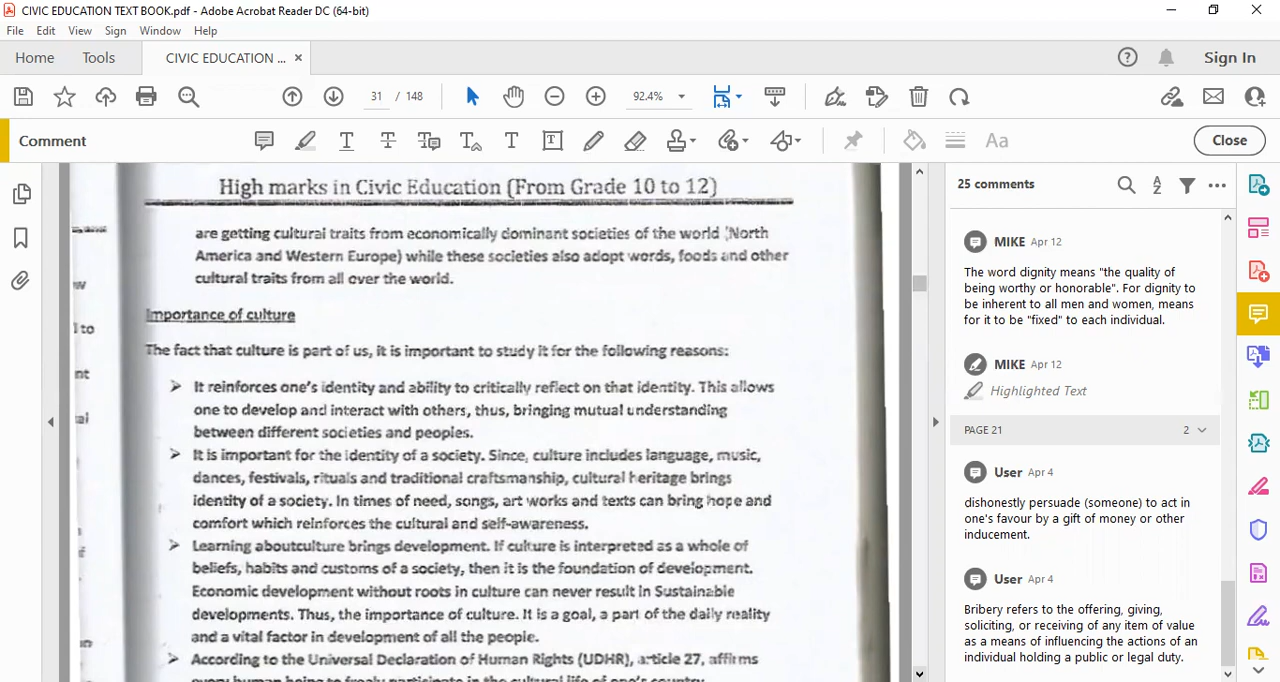 CIVIC EDUCATION TEXT BOOK.pdf - Adobe Acrobat Reader DC (64-bit)
File Edit View Sign Window Help
Home Tools CIVIC EDUCATION ... × Sign In
31 / 148 92.4%
Comment Close
High marks in Civic Education (From Grade 10 to 12)
are getting cultural traits from economically dominant societies of the world (North
America and Western Europe) while these societies also adopt words, foods and other
cultural traits from all over the world.
Importance of culture
The fact that culture is part of us, it is important to study it for the following reasons:
➢ It reinforces one's identity and ability to critically reflect on that identity. This allows
one to develop and interact with others, thus, bringing mutual understanding
between different societies and peoples.
➢ It is important for the identity of a society. Since, culture includes language, music,
dances, festivals, rituals and traditional craftsmanship, cultural heritage brings
identity of a society. In times of need, songs, art works and texts can bring hope and
comfort which reinforces the cultural and self-awareness.
➢ Learning aboutculture brings development. If culture is interpreted as a whole of
beliefs, habits and customs of a society, then it is the foundation of development.
Economic development without roots in culture can never result in Sustainable
developments. Thus, the importance of culture. It is a goal, a part of the daily reality
and a vital factor in development of all the people.
➢ According to the Universal Declaration of Human Rights (UDHR), article 27, affirms
every human being to freely participate in the cultural life of one's country
25 comments
MIKE Apr 12
The word dignity means "the quality of
being worthy or honorable". For dignity to
be inherent to all men and women, means
for it to be "fixed" to each individual.
MIKE Apr 12
Highlighted Text
PAGE 21 2
User Apr 4
dishonestly persuade (someone) to act in
one's favour by a gift of money or other
inducement.
User Apr 4
Bribery refers to the offering, giving,
soliciting, or receiving of any item of value
as a means of influencing the actions of an
individual holding a public or legal duty.